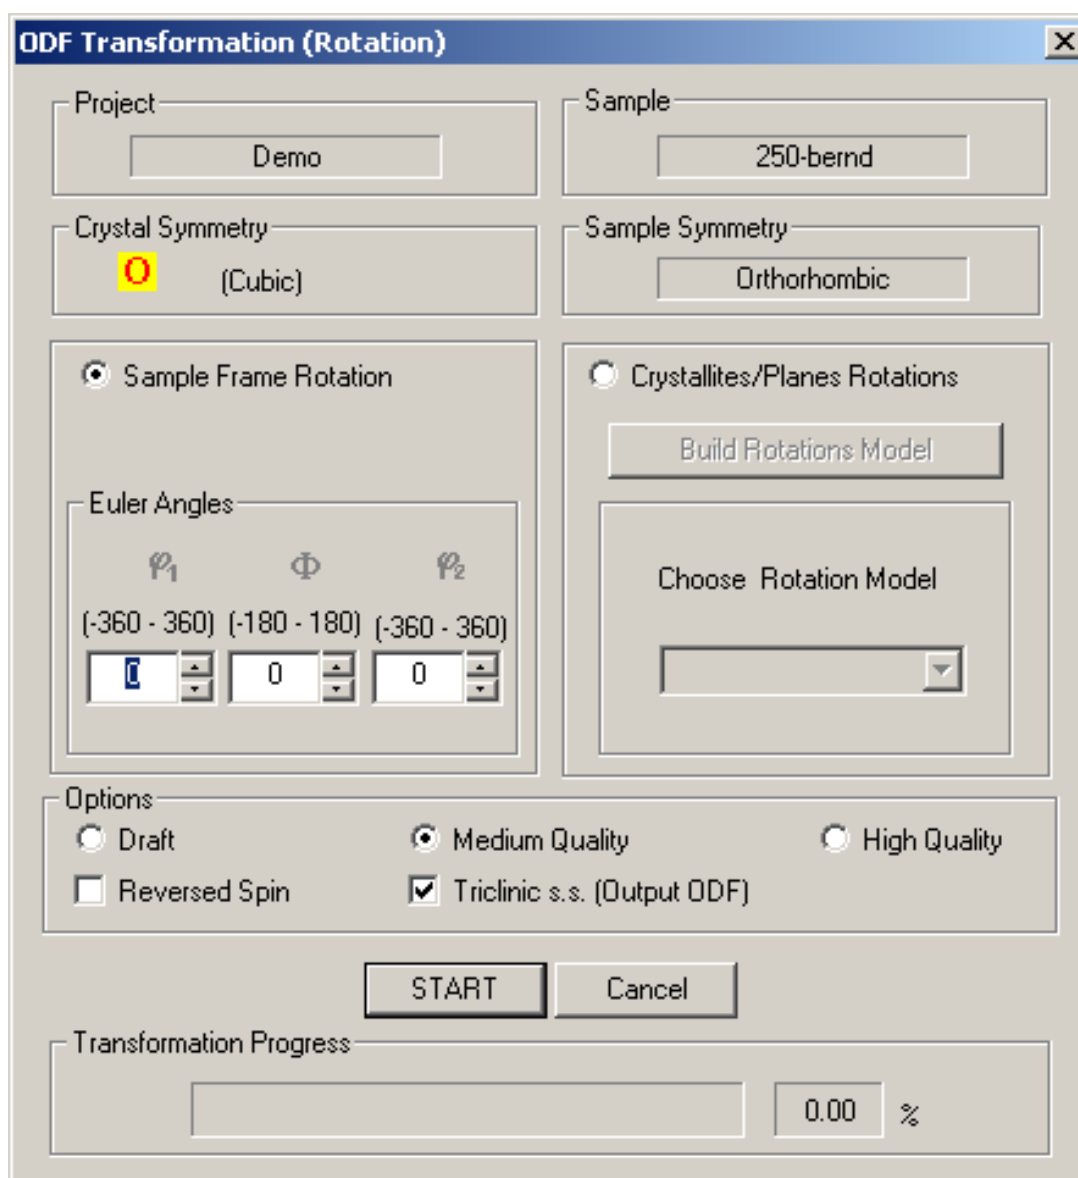 ODF Transformation (Rotation)
Project
Demo
Sample
250-bernd
Crystal Symmetry
O (Cubic)
Sample Symmetry
Orthorhombic
Sample Frame Rotation
Euler Angles
φ1 Φ φ2
(-360 - 360) (-180 - 180) (-360 - 360)
0 0 0
Crystallites/Planes Rotations
Build Rotations Model
Choose Rotation Model
Options
Draft Medium Quality High Quality
Reversed Spin Triclinic s.s. (Output ODF)
START Cancel
Transformation Progress
0.00 %